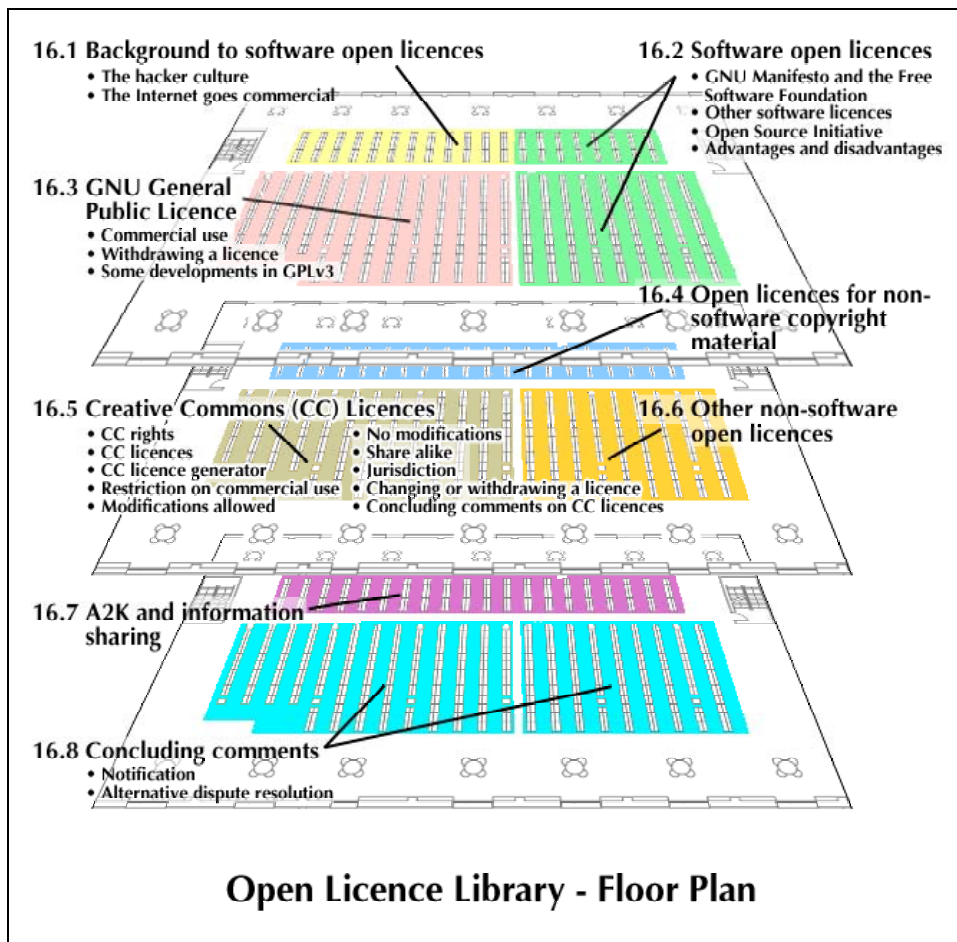 16.1 Background to software open licences
• The hacker culture
• The Internet goes commercial
16.2 Software open licences
• GNU Manifesto and the Free
Software Foundation
• Other software licences
• Open Source Initiative
• Advantages and disadvantages
16.3 GNU General
Public Licence
• Commercial use
• Withdrawing a licence
• Some developments in GPLv3
16.4 Open licences for non-
software copyright
material
16.5 Creative Commons (CC) Licences
• CC rights
• CC licences
• CC licence generator
• Restriction on commercial use
• Modifications allowed
• No modifications
• Share alike
• Jurisdiction
• Changing or withdrawing a licence
• Concluding comments on CC licences
16.6 Other non-software
open licences
16.7 A2K and information
sharing
16.8 Concluding comments
• Notification
• Alternative dispute resolution
Open Licence Library - Floor Plan